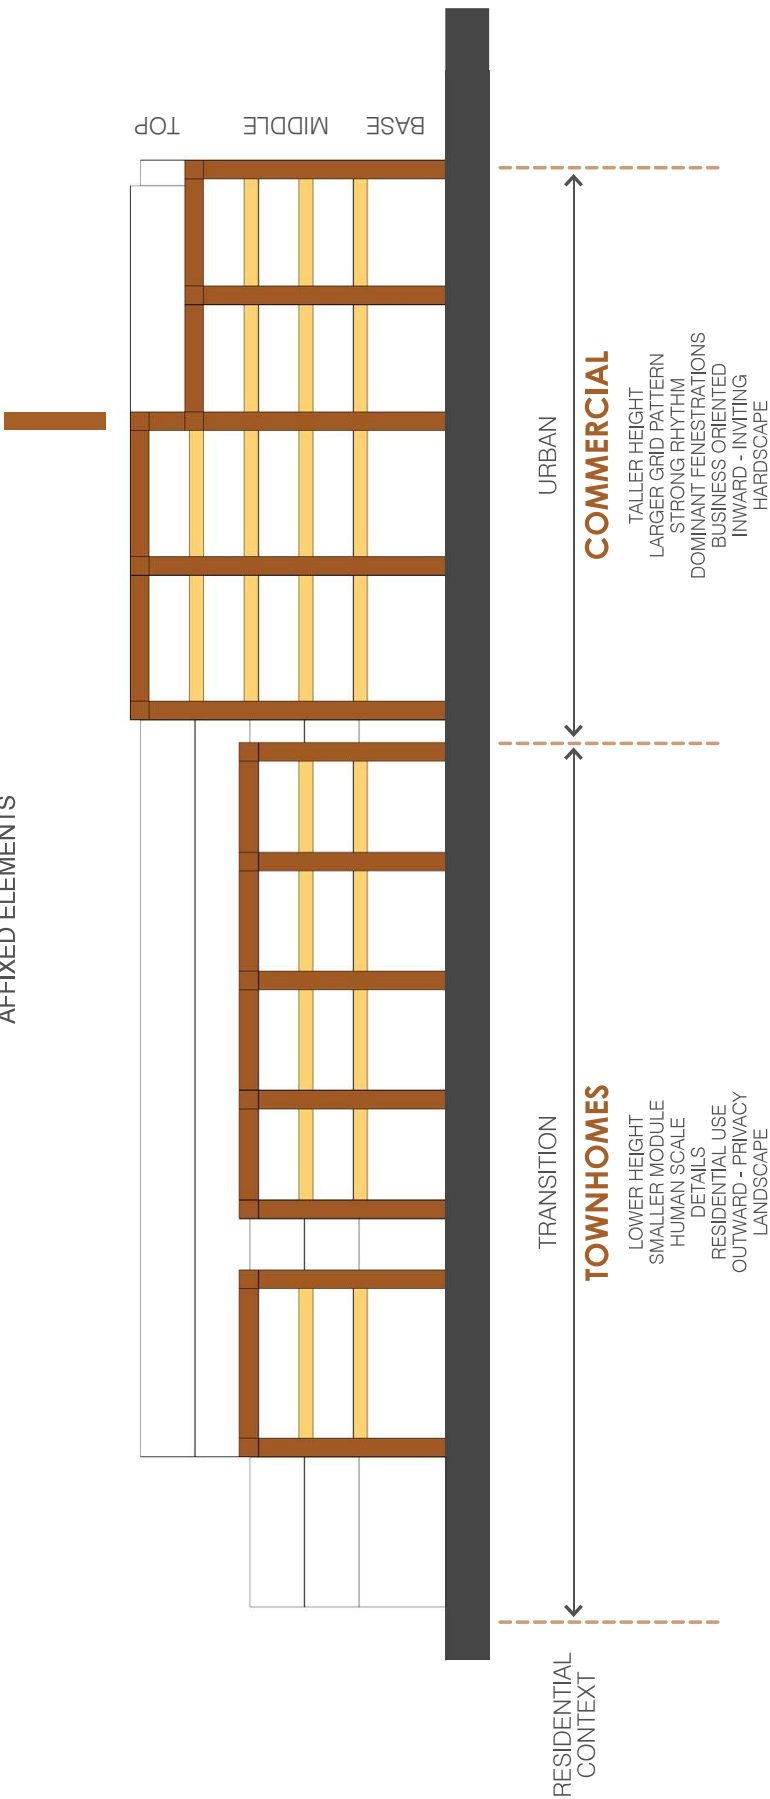 AFFIXED ELEMENTS
TOP
MIDDLE
BASE
RESIDENTIAL
CONTEXT
TRANSITION
TOWNHOMES
LOWER HEIGHT
SMALLER MODULE
HUMAN SCALE
DETAILS
RESIDENTIAL USE
OUTWARD - PRIVACY
LANDSCAPE
URBAN
COMMERCIAL
TALLER HEIGHT
LARGER GRID PATTERN
STRONG RHYTHM
DOMINANT FENESTRATIONS
BUSINESS ORIENTED
INWARD - INVITING
HARDSCAPE